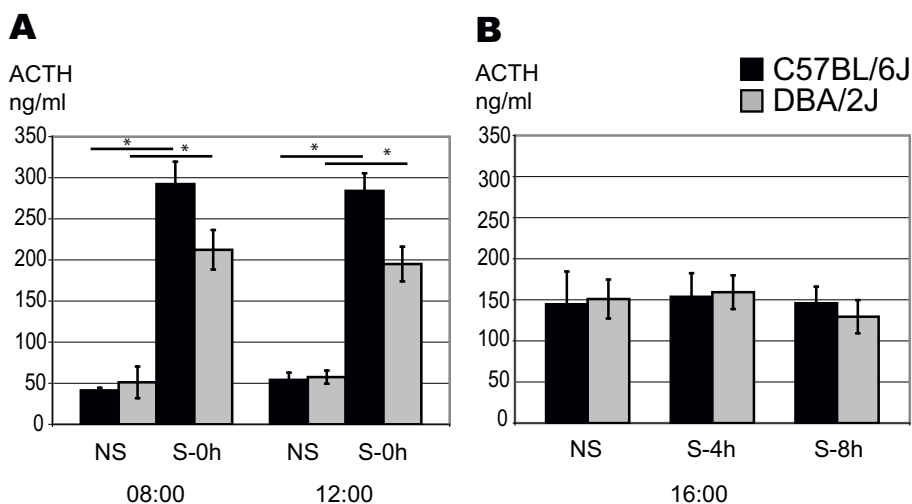 A
ACTH
ng/ml
350
300
250
200
150
100
50
0
* * * *
NS S-0h NS S-0h
08:00 12:00
B
ACTH
ng/ml
C57BL/6J
DBA/2J
350
300
250
200
150
100
50
0
NS S-4h S-8h
16:00